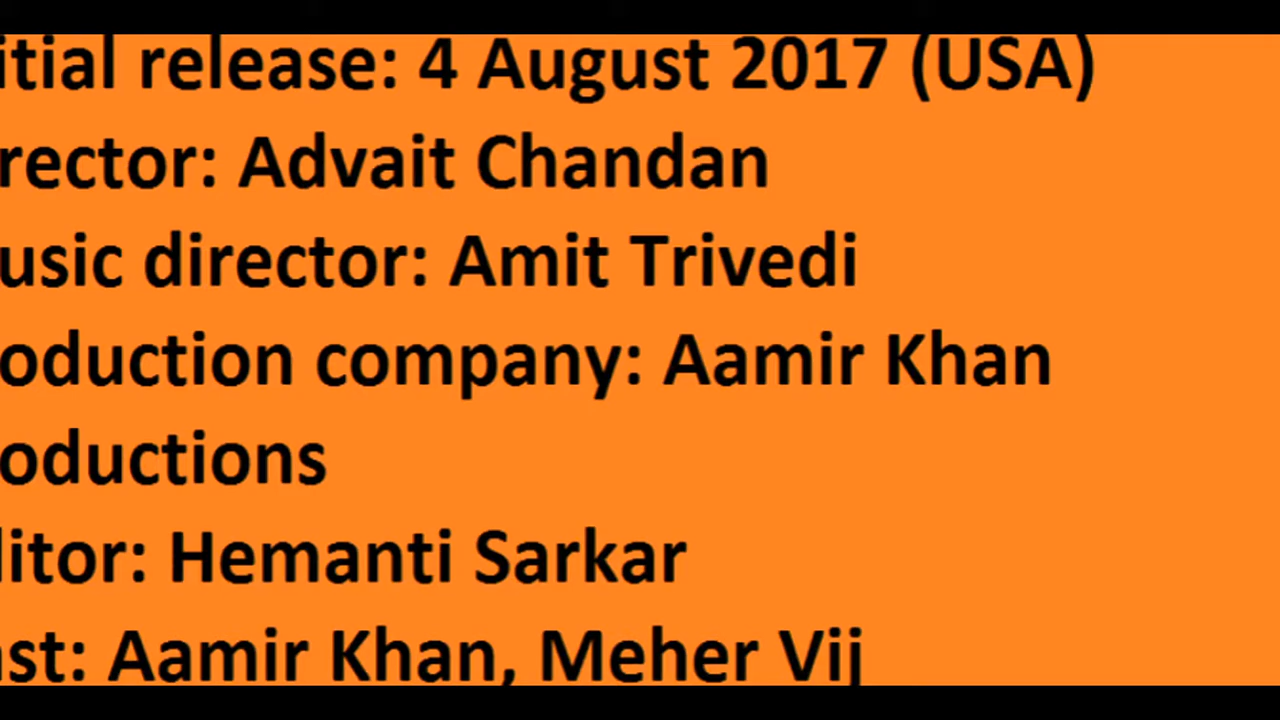 itial release: 4 August 2017 (USA)
rector: Advait Chandan
usic director: Amit Trivedi
oduction company: Aamir Khan
oductions
litor: Hemanti Sarkar
ast: Aamir Khan, Meher Vij